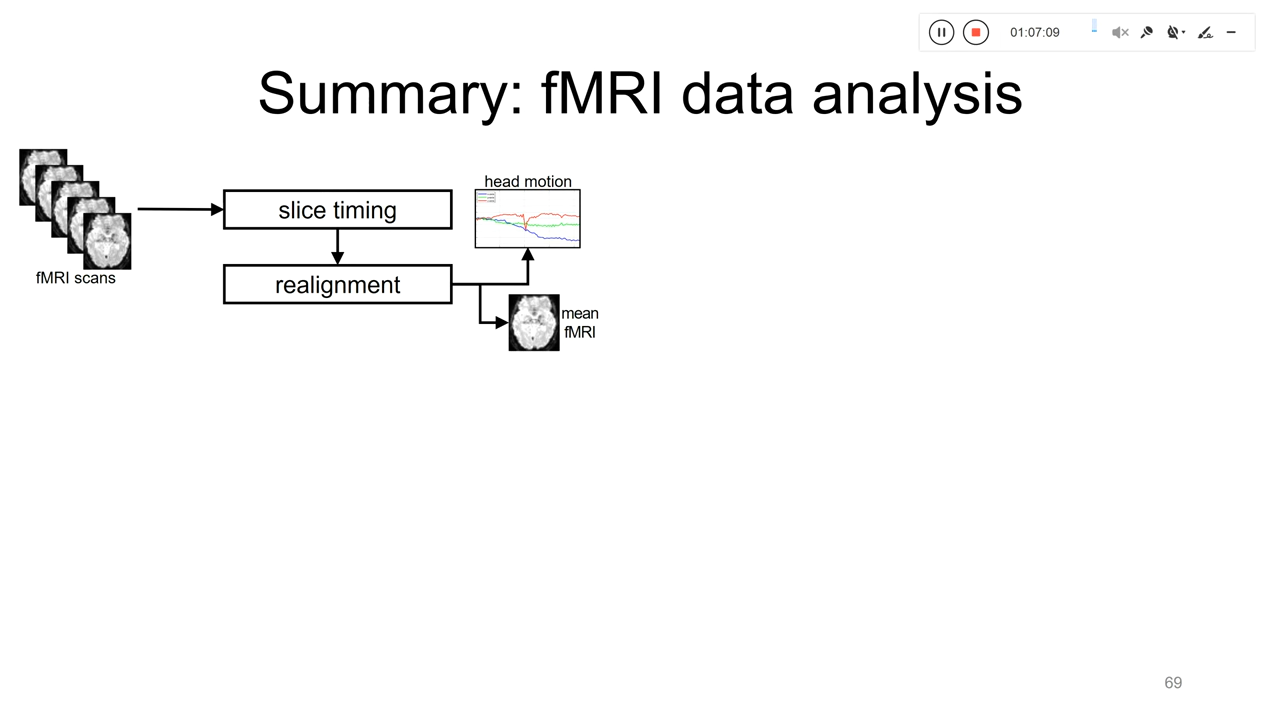 01:07:09
Summary: fMRI data analysis
head motion
slice timing
fMRI scans
realignment
mean
fMRI
69